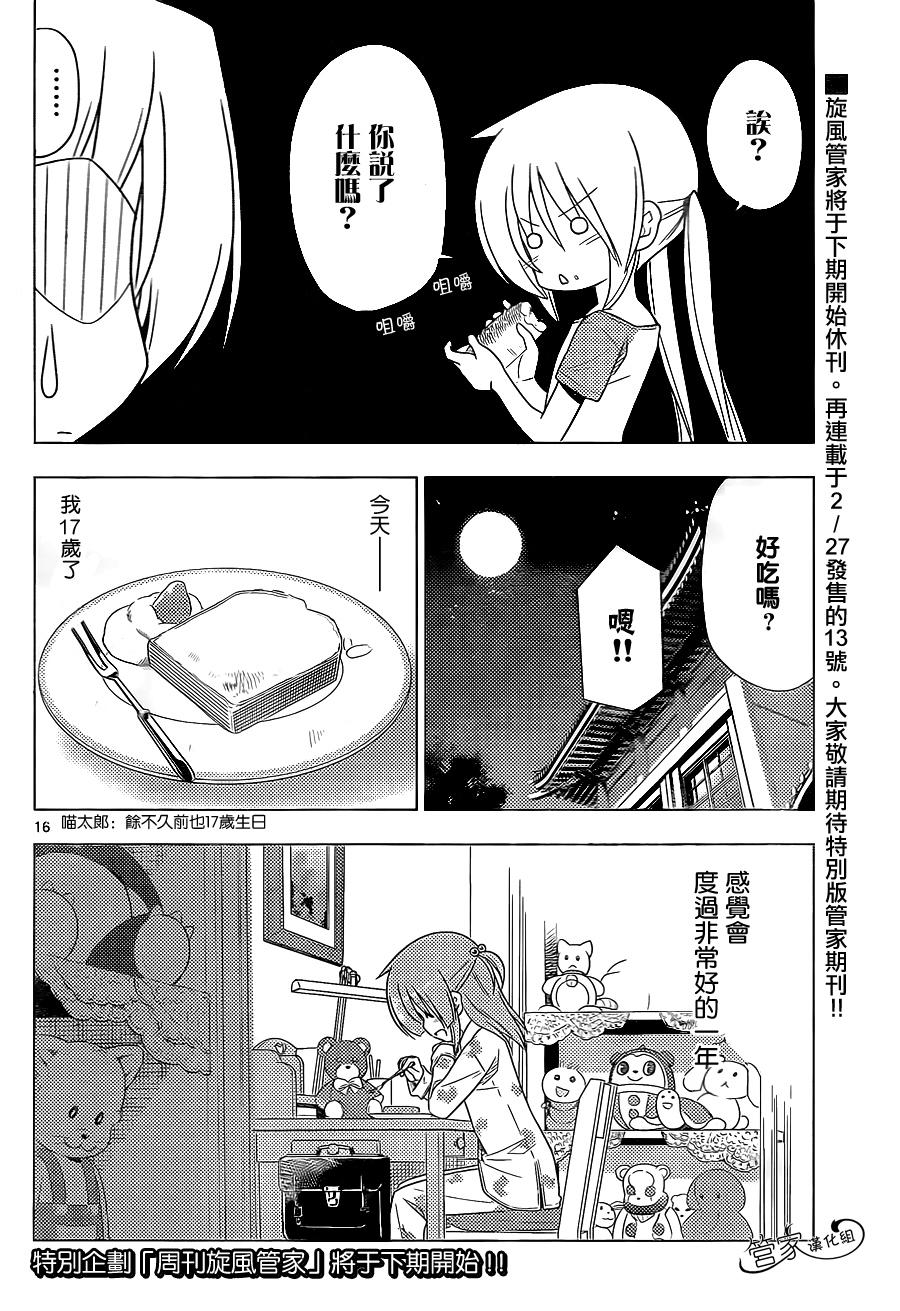 誒?
你說了
什麼嗎?
咀嚼
咀嚼
……
好吃嗎?
嗯!!
今天——
我17歲了
16
喵太郎: 餘不久前也17歲生日
感覺會
度過非常好的一年
旋風管家將于下期開始休刊。再連載于2/27發售的13號。大家敬請期待特別版管家期刊!!
特別企劃「周刊旋風管家」將于下期開始!!
管家漢化組